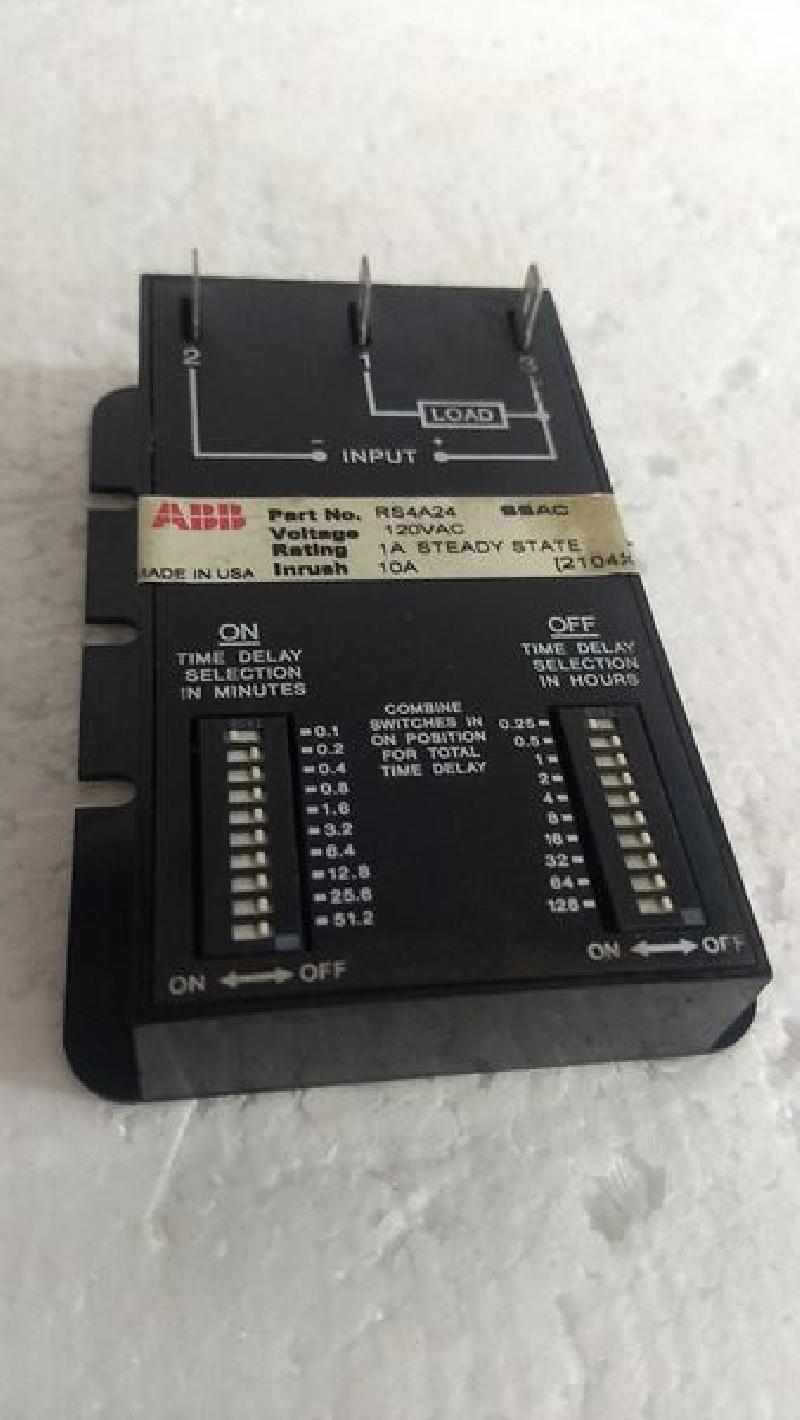 2
1
3
LOAD
- INPUT +
ABB
Part No. RS4A24 SSAC
Voltage 120VAC
Rating 1A STEADY STATE
MADE IN USA Inrush 10A
ON
TIME DELAY
SELECTION
IN MINUTES
OFF
TIME DELAY
SELECTION
IN HOURS
COMBINE
SWITCHES IN
ON POSITION
FOR TOTAL
TIME DELAY
0.1
0.2
0.4
0.8
1.6
3.2
6.4
12.8
25.6
51.2
ON OFF
0.25
0.5
1
2
4
8
16
32
64
128
ON OFF